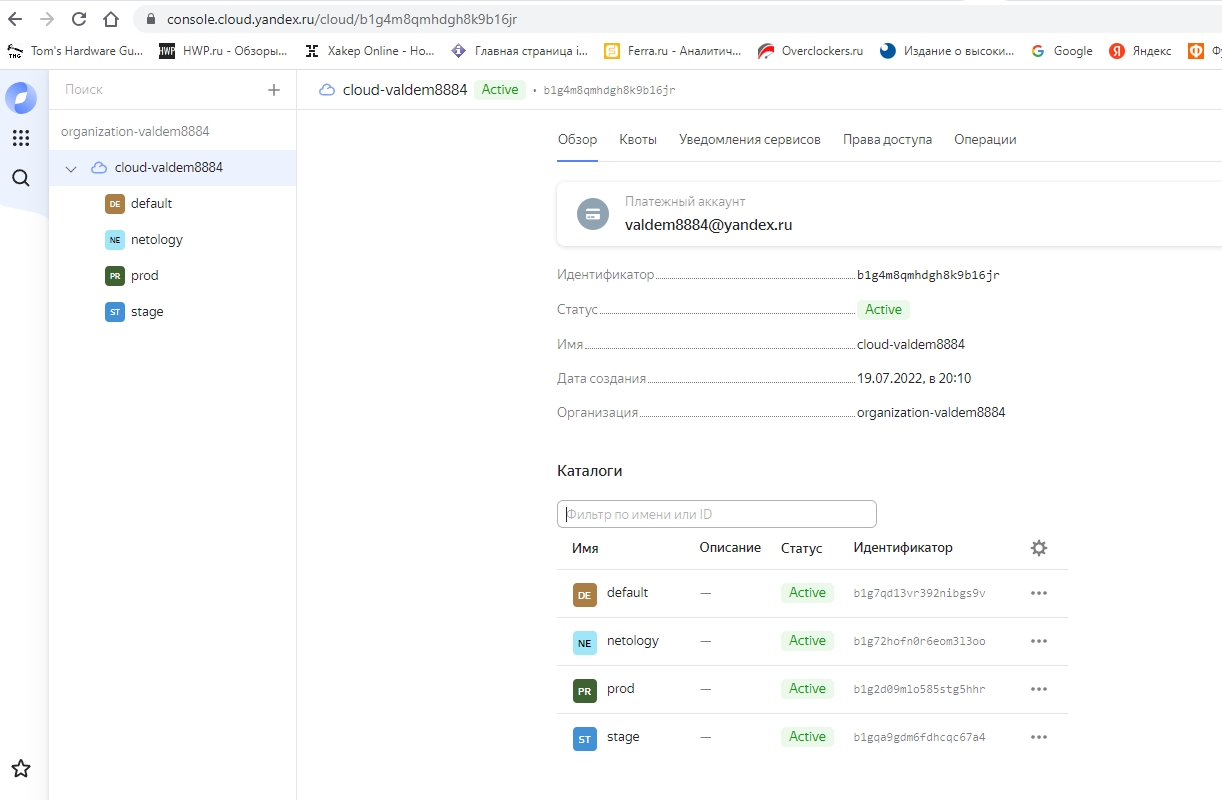 console.cloud.yandex.ru/cloud/b1g4m8qmhdgh8k9b16jr
Tom's Hardware Gu... HWP.ru - Обзоры... Хакер Online - Но... Главная страница i... Ferra.ru - Аналитич... Overclockers.ru Издание о высоки... Google Яндекс
Поиск
organization-valdem8884
cloud-valdem8884
DE default
NE netology
PR prod
ST stage
cloud-valdem8884 Active • b1g4m8qmhdgh8k9b16jr
Обзор Квоты Уведомления сервисов Права доступа Операции
Платежный аккаунт
valdem8884@yandex.ru
Идентификатор b1g4m8qmhdgh8k9b16jr
Статус Active
Имя cloud-valdem8884
Дата создания 19.07.2022, в 20:10
Организация organization-valdem8884
Каталоги
Фильтр по имени или ID
Имя Описание Статус Идентификатор
DE default — Active b1g7qd13vr392nibgs9v
NE netology — Active b1g72hofn0r6eom3l3oo
PR prod — Active b1g2d09mlo585stg5hhr
ST stage — Active b1gqa9gdm6fdhcqc67a4